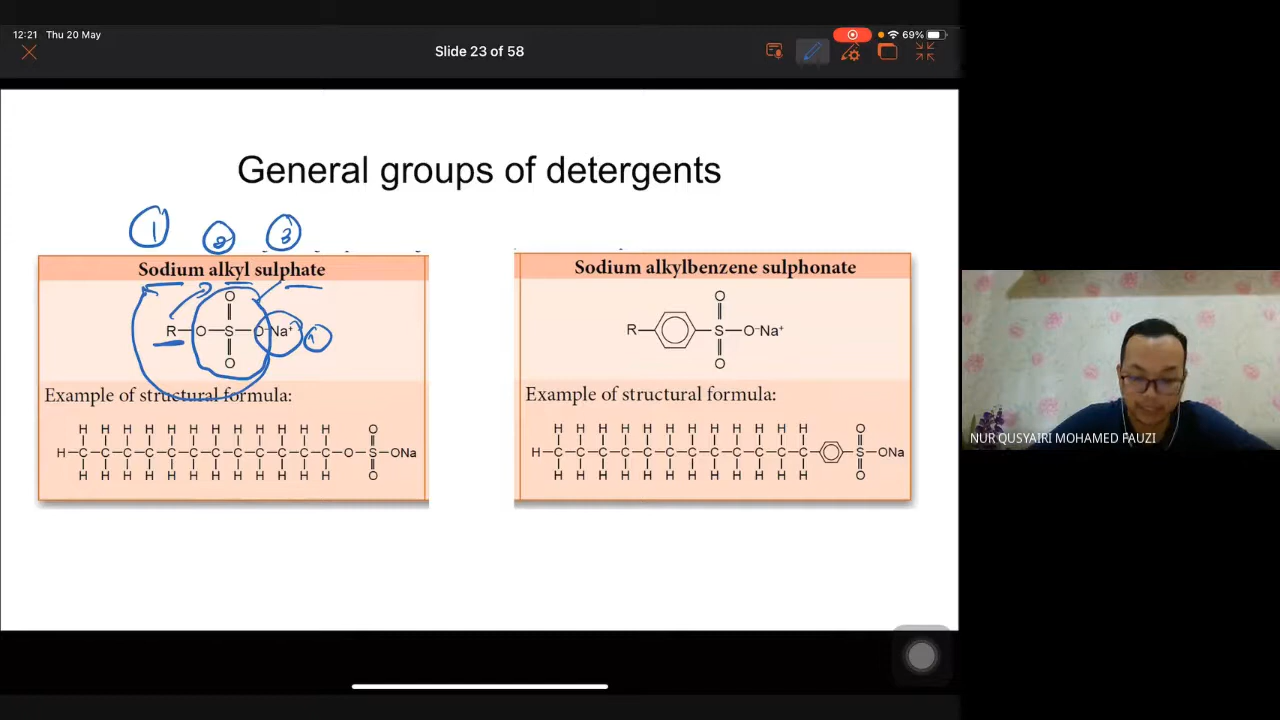 12:21 Thu 20 May
69%
Slide 23 of 58
General groups of detergents
1 2 3
Sodium alkyl sulphate
O
R—O—S—O⁻Na⁺
O
1
Example of structural formula:
H H H H H H H H H H H H O
H—C—C—C—C—C—C—C—C—C—C—C—C—O—S—ONa
H H H H H H H H H H H H O
Sodium alkylbenzene sulphonate
O
R— —S—O⁻Na⁺
O
Example of structural formula:
H H H H H H H H H H H H O
H—C—C—C—C—C—C—C—C—C—C—C—C— —S—ONa
H H H H H H H H H H H H O
NUR QUSYAIRI MOHAMED FAUZI